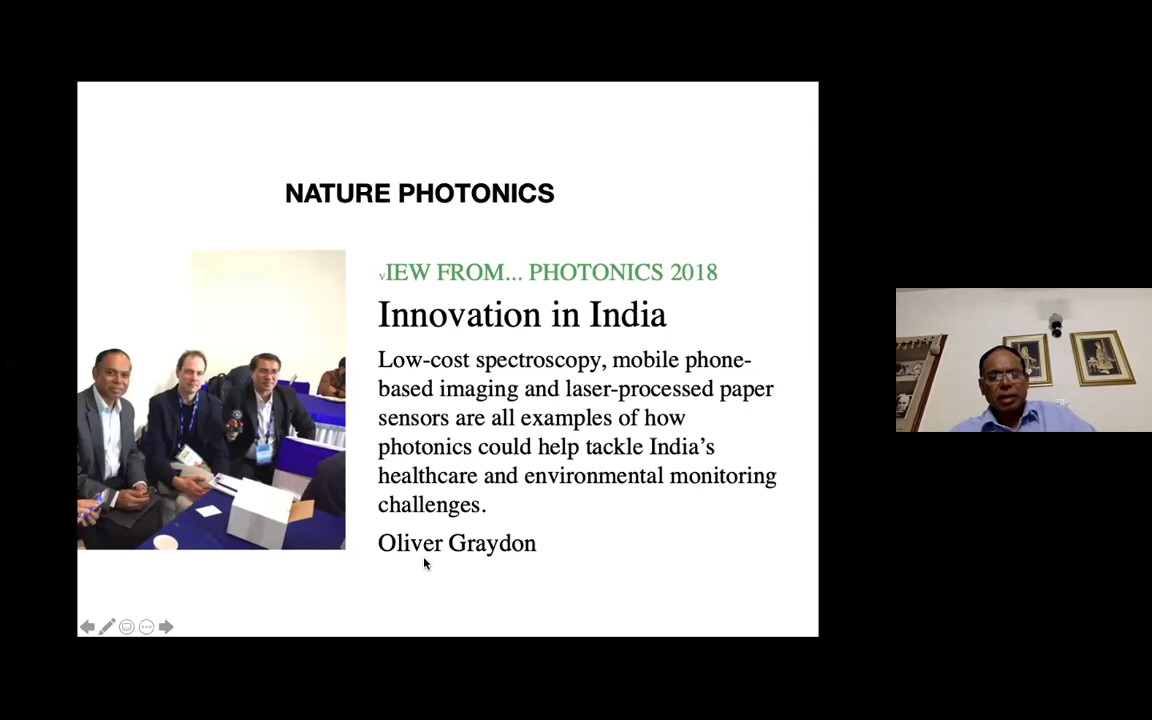 NATURE PHOTONICS
vIEW FROM... PHOTONICS 2018
Innovation in India
Low-cost spectroscopy, mobile phone-
based imaging and laser-processed paper
sensors are all examples of how
photonics could help tackle India’s
healthcare and environmental monitoring
challenges.
Oliver Graydon